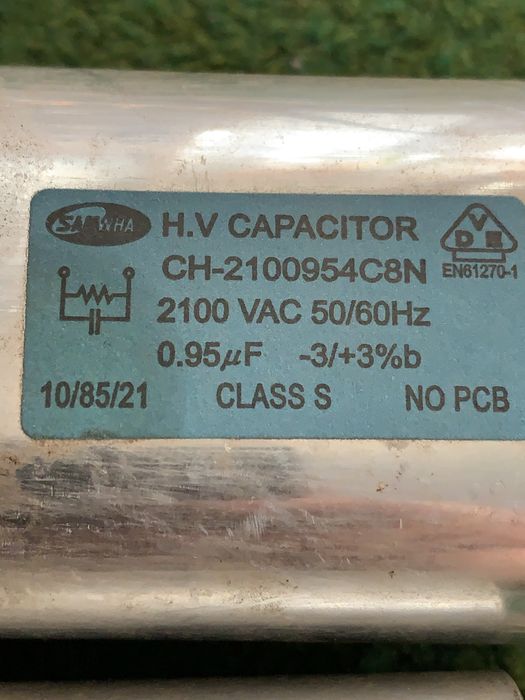 SAMWHA H.V CAPACITOR
VDE
CH-2100954C8N
EN61270-1
2100 VAC 50/60Hz
0.95µF -3/+3%b
10/85/21 CLASS S NO PCB